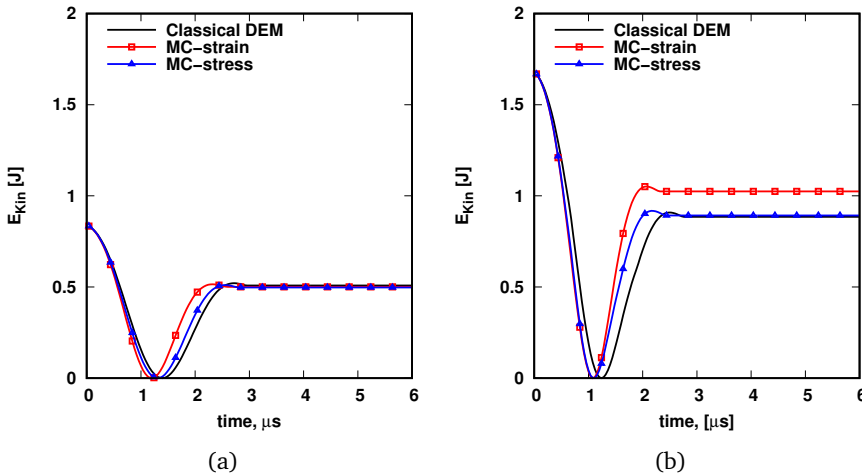 2
1.5
1
0.5
0
0 1 2 3 4 5 6
E_Kin [J]
time, μs
Classical DEM
MC−strain
MC−stress
(a)
2
1.5
1
0.5
0
0 1 2 3 4 5 6
E_Kin [J]
time, [μs]
Classical DEM
MC−strain
MC−stress
(b)